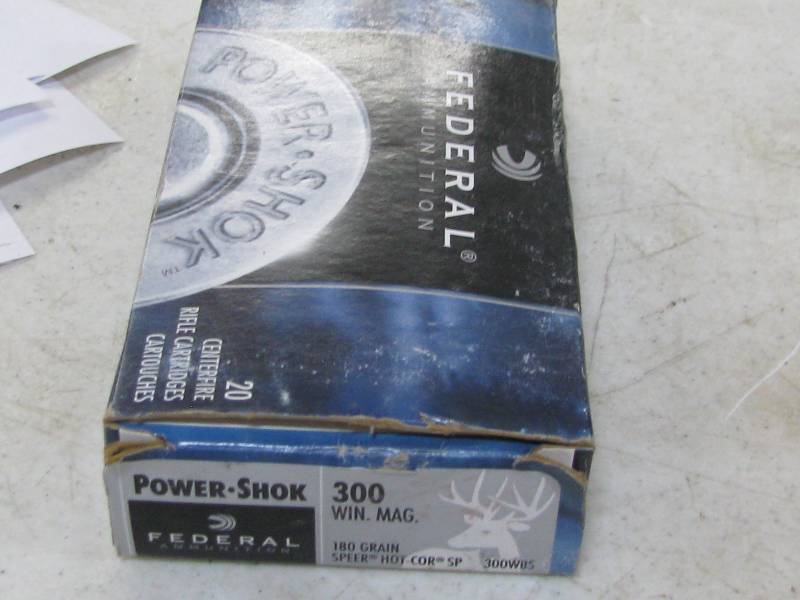 POWER•SHOK™
FEDERAL®
AMMUNITION
20
CENTERFIRE
RIFLE CARTRIDGES
CARTOUCHES
POWER•SHOK
FEDERAL
AMMUNITION
300
WIN. MAG.
180 GRAIN
SPEER® HOT-COR® SP
300WBS